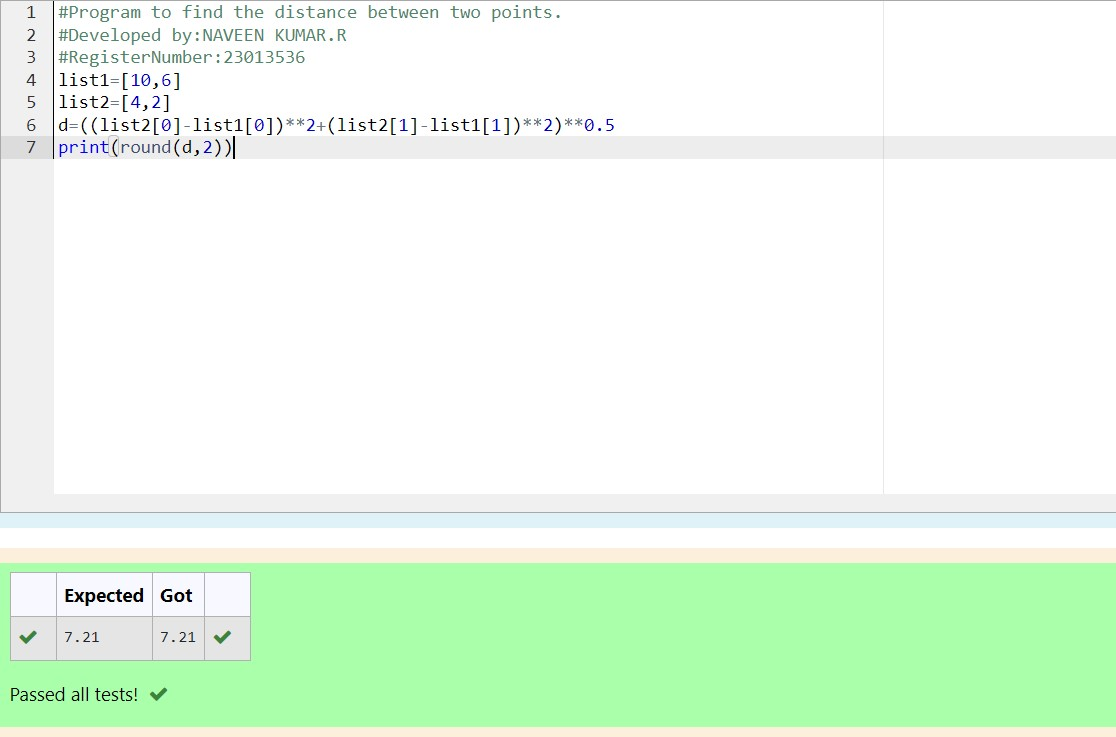 1 #Program to find the distance between two points.
2 #Developed by:NAVEEN KUMAR.R
3 #RegisterNumber:23013536
4 list1=[10,6]
5 list2=[4,2]
6 d=((list2[0]-list1[0])**2+(list2[1]-list1[1])**2)**0.5
7 print(round(d,2))
Expected Got
7.21 7.21
Passed all tests!